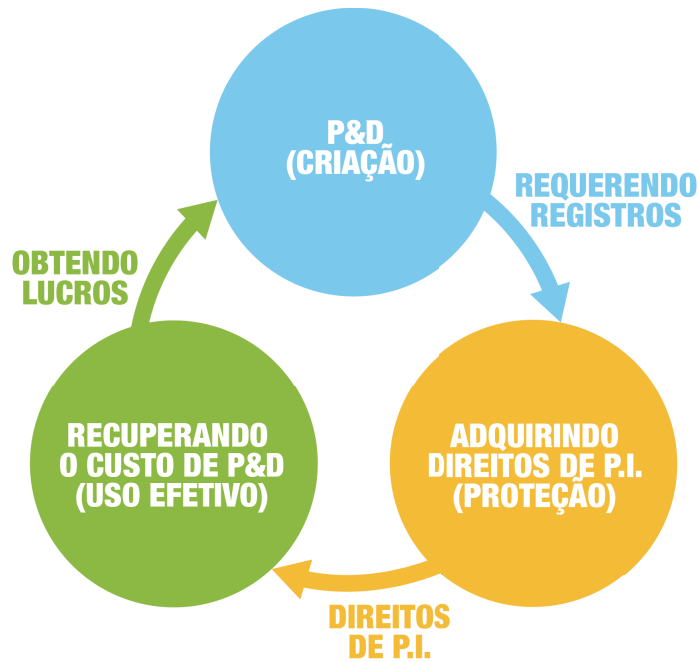 P&D
(CRIAÇÃO)
REQUERENDO
REGISTROS
OBTENDO
LUCROS
RECUPERANDO
O CUSTO DE P&D
(USO EFETIVO)
ADQUIRINDO
DIREITOS DE P.I.
(PROTEÇÃO)
DIREITOS
DE P.I.